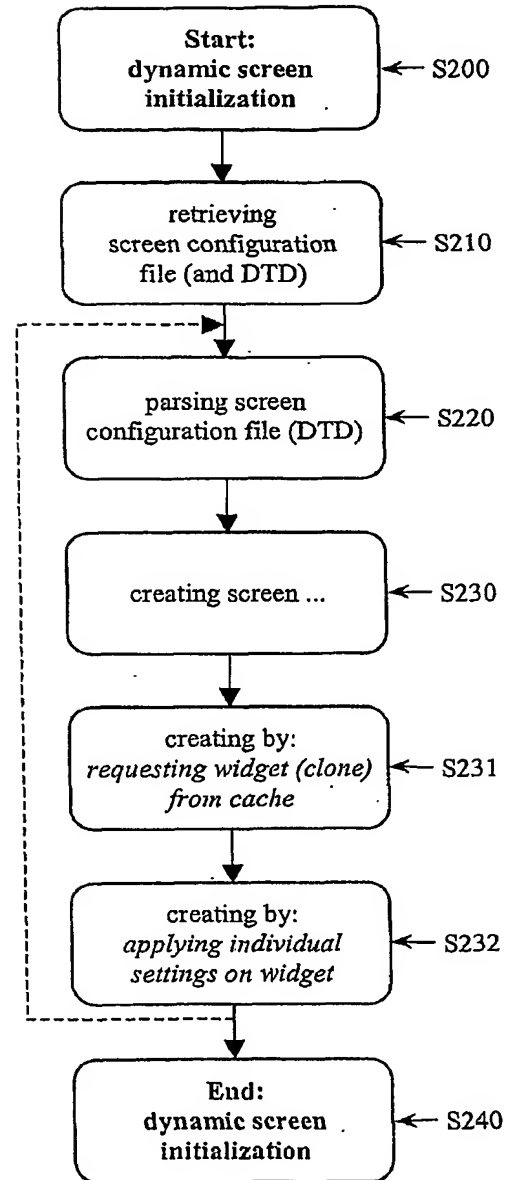 Start:
dynamic screen
initialization
S200
retrieving
screen configuration
file (and DTD)
S210
parsing screen
configuration file (DTD)
S220
creating screen ...
S230
creating by:
requesting widget (clone)
from cache
S231
creating by:
applying individual
settings on widget
S232
End:
dynamic screen
initialization
S240